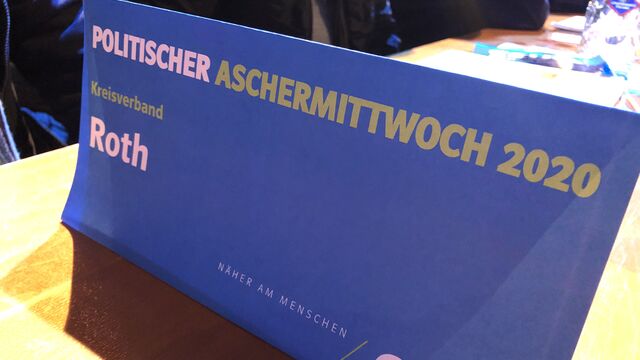 POLITISCHER ASCHERMITTWOCH 2020
Kreisverband
Roth
NÄHER AM MENSCHEN